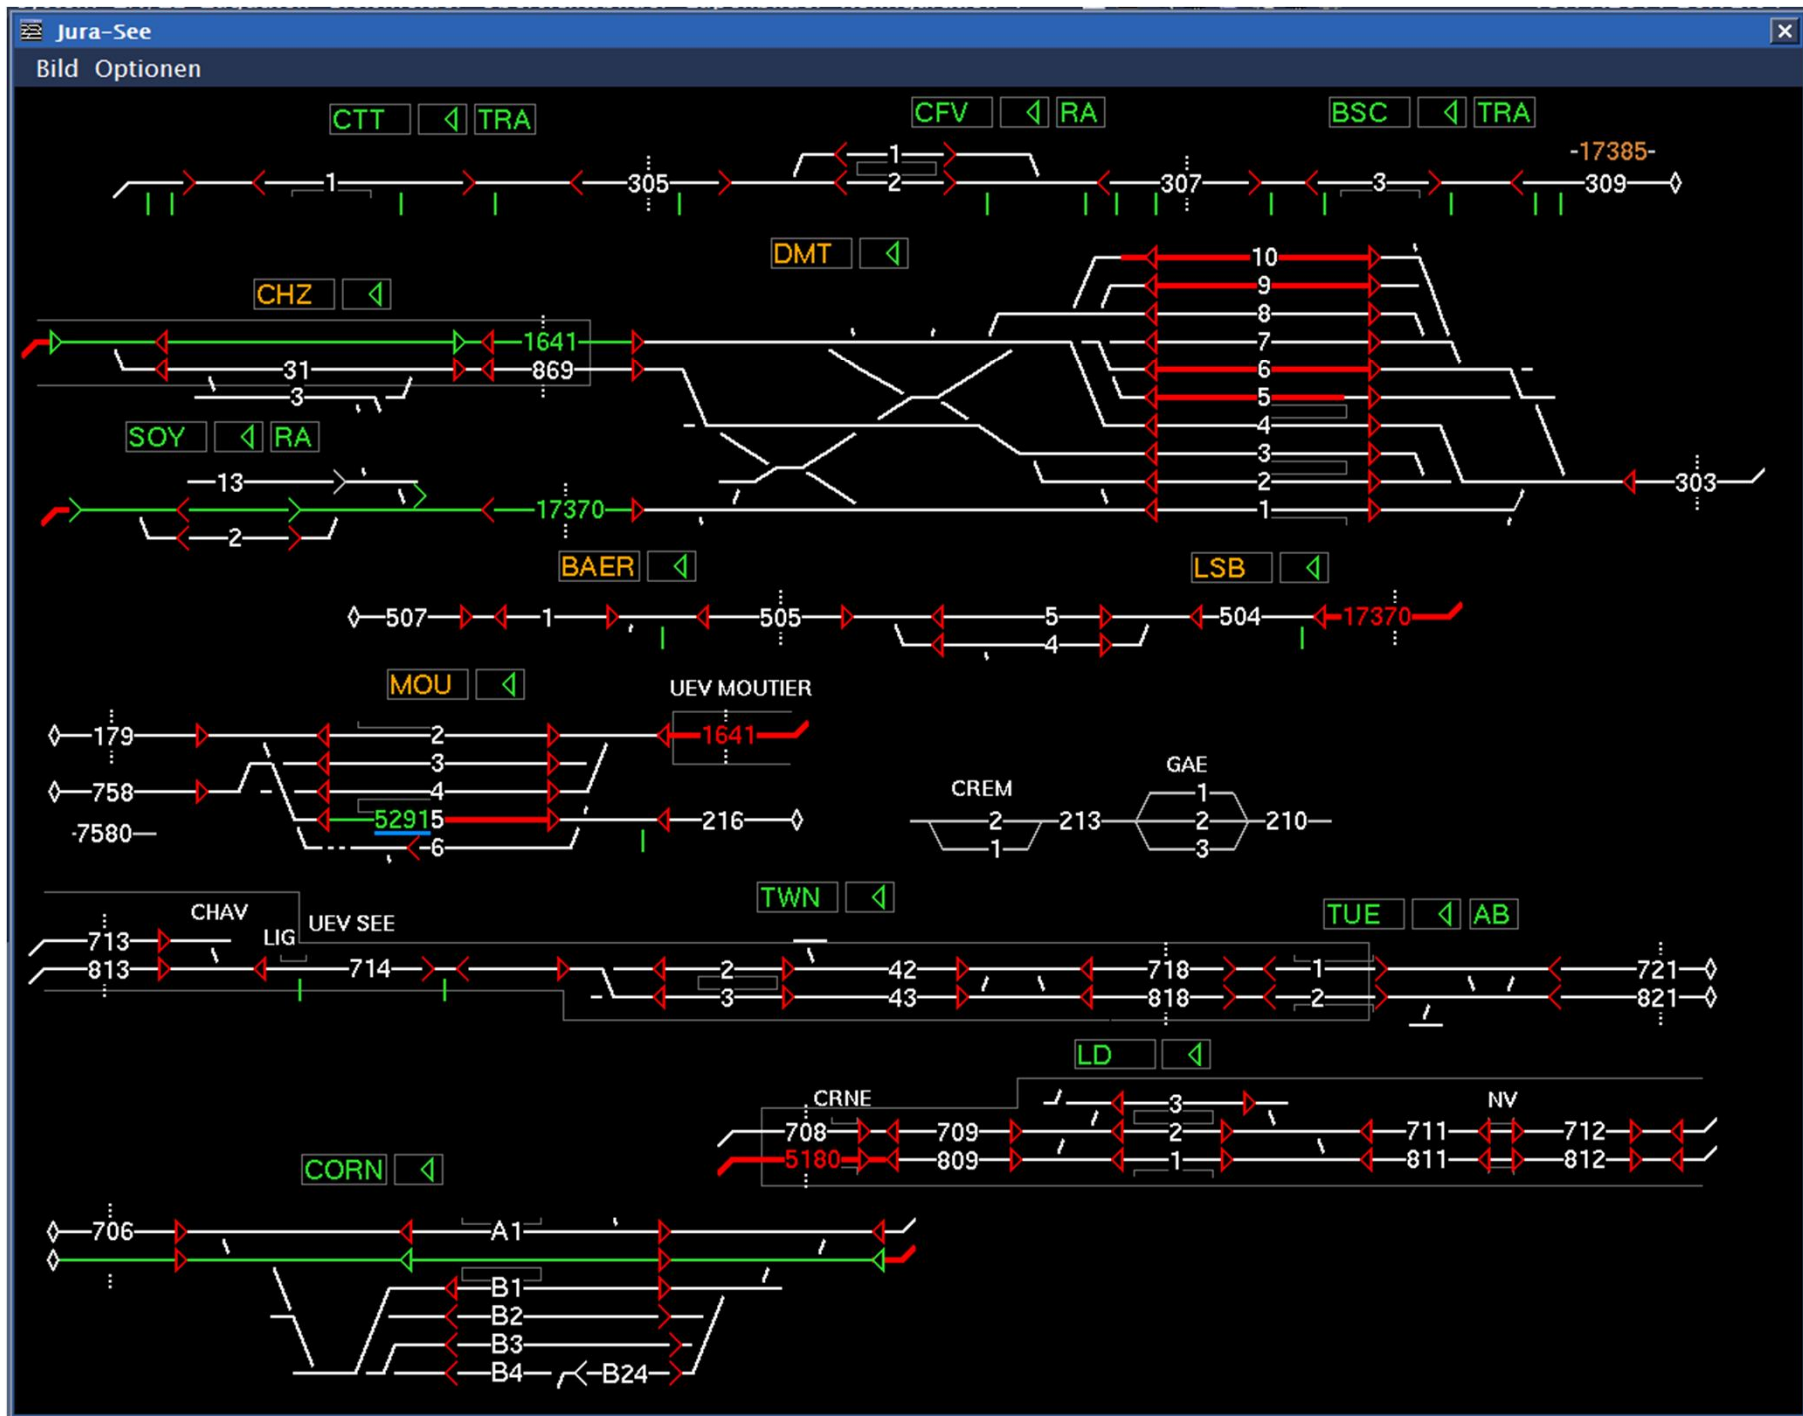 Jura-See
Bild Optionen
CTT TRA CFV RA BSC TRA
-17385-
1
1 305 2 307 3 309
DMT
10
CHZ 9
8
1641 7
31 869 6
3 5
SOY RA 4
3
13 2 303
17370 1
2
BAER LSB
507 1 505 5 504 17370
4
MOU UEV MOUTIER
179 2 1641
3
758 4
CREM GAE
1
-7580- 52915 216 2 213 2 210
6 1 3
TWN
CHAV TUE AB
LIG UEV SEE
713
813 714 2 42 718 1 721
3 43 818 2 821
LD
CRNE 3 NV
708 709 2 711 712
5180 809 1 811 812
CORN
706 A1
B1
B2
B3
B4 B24